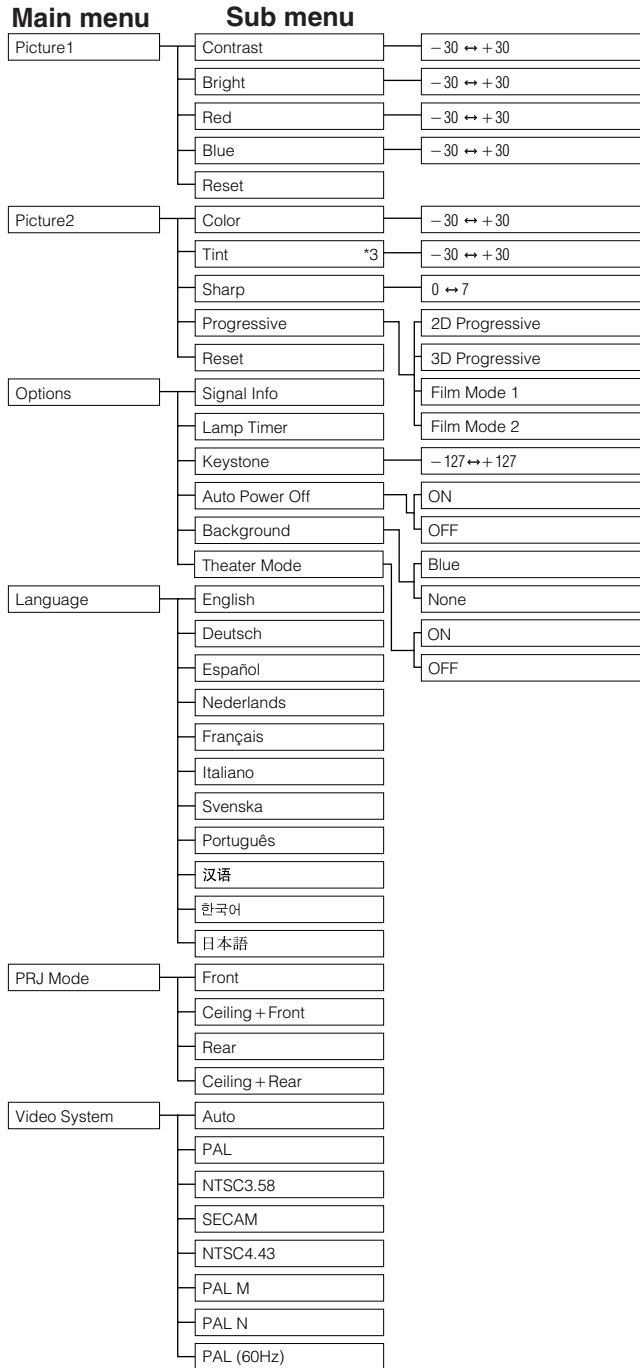 Main menu Sub menu
Picture1 Contrast −30 ↔ +30
Bright −30 ↔ +30
Red −30 ↔ +30
Blue −30 ↔ +30
Reset
Picture2 Color −30 ↔ +30
Tint *3 −30 ↔ +30
Sharp 0 ↔ 7
Progressive 2D Progressive
Reset 3D Progressive
Options Signal Info Film Mode 1
Lamp Timer Film Mode 2
Keystone −127 ↔ +127
Auto Power Off ON
Background OFF
Theater Mode Blue
Language English None
Deutsch ON
Español OFF
Nederlands
Français
Italiano
Svenska
Português
汉语
한국어
日本語
PRJ Mode Front
Ceiling + Front
Rear
Ceiling + Rear
Video System Auto
PAL
NTSC3.58
SECAM
NTSC4.43
PAL M
PAL N
PAL (60Hz)